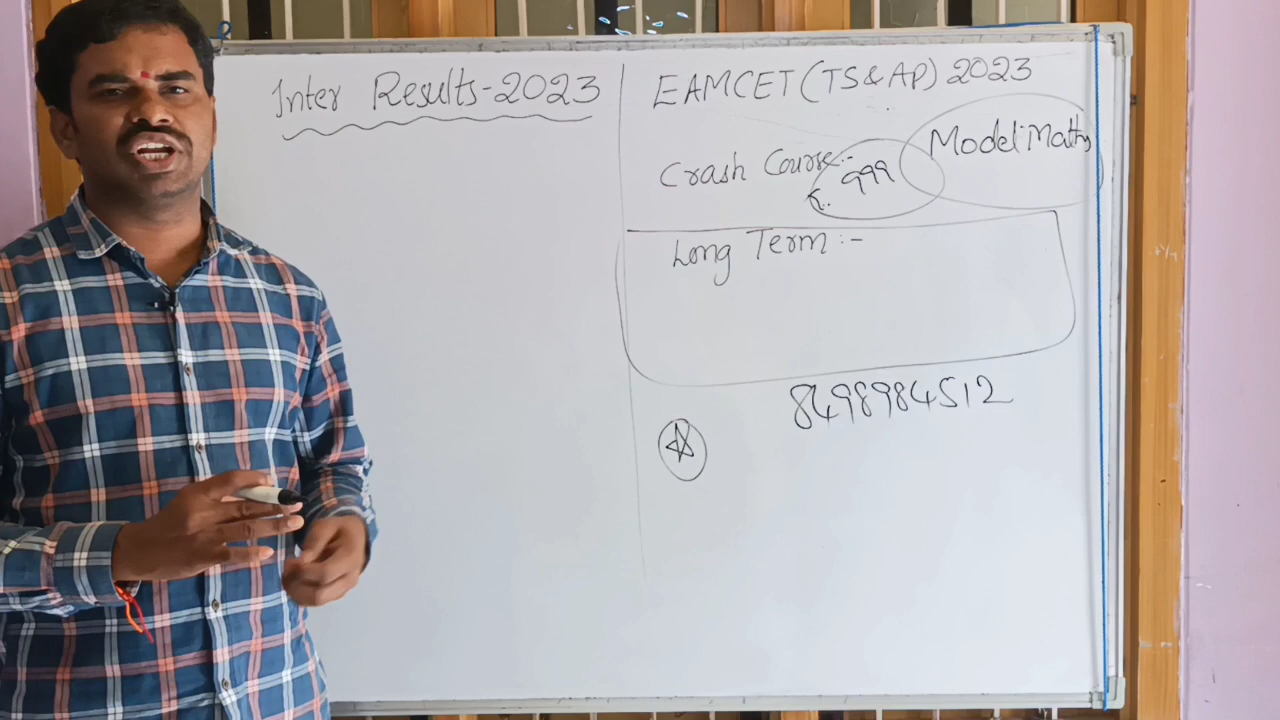 Inter Results-2023
EAMCET (TS & AP) 2023
Crash Course:-
₹. 999
Model Maths
Long Term :-
8498984512